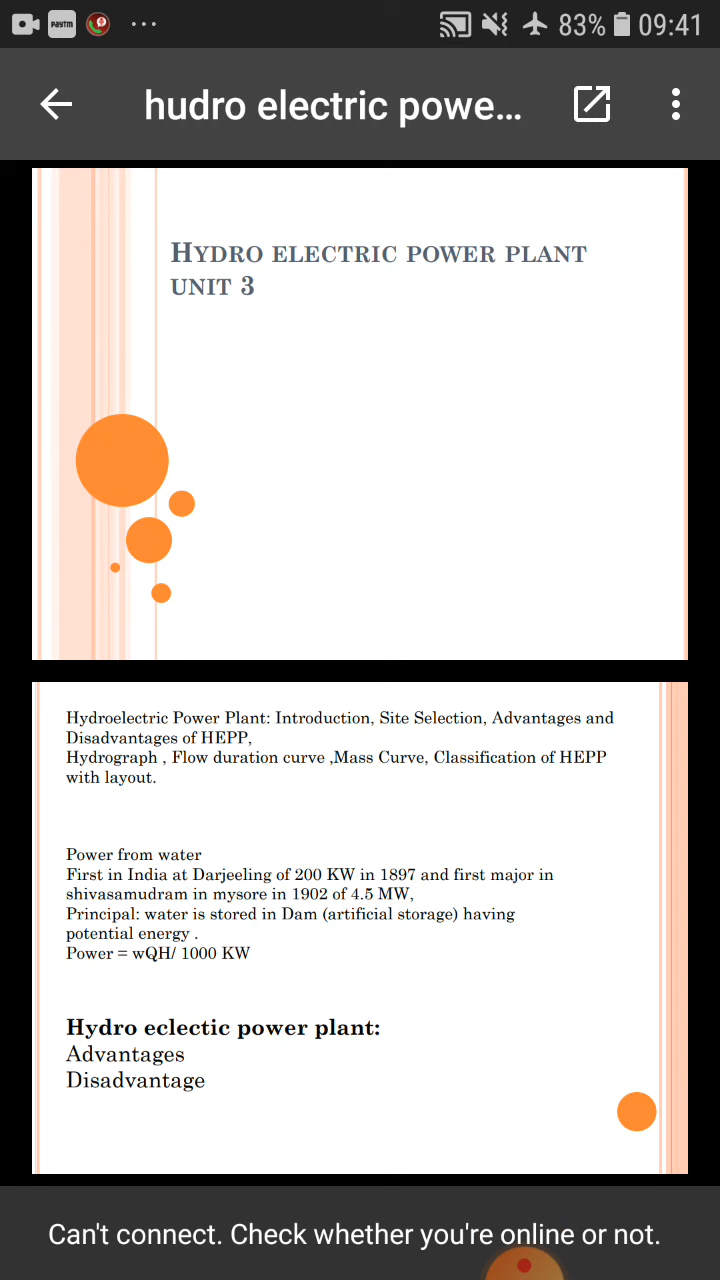 Paytm
83% 09:41
hudro electric powe...
HYDRO ELECTRIC POWER PLANT
UNIT 3
Hydroelectric Power Plant: Introduction, Site Selection, Advantages and
Disadvantages of HEPP,
Hydrograph , Flow duration curve ,Mass Curve, Classification of HEPP
with layout.
Power from water
First in India at Darjeeling of 200 KW in 1897 and first major in
shivasamudram in mysore in 1902 of 4.5 MW,
Principal: water is stored in Dam (artificial storage) having
potential energy .
Power = wQH/ 1000 KW
Hydro eclectic power plant:
Advantages
Disadvantage
Can't connect. Check whether you're online or not.